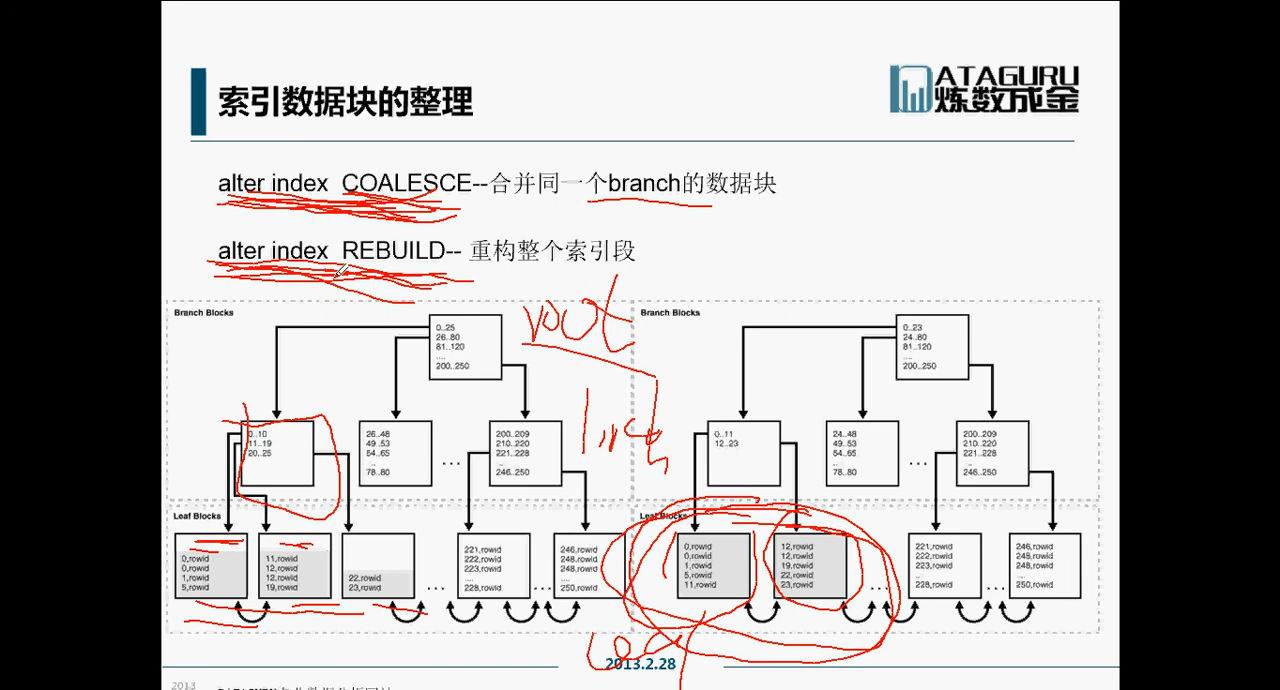 索引数据块的整理
ATAGURU
炼数成金
alter index COALESCE--合并同一个branch的数据块
alter index REBUILD-- 重构整个索引段
Branch Blocks
0..25
26..80
81..120
....
200..250
0..10
11..19
20..25
26..48
49..53
54..65
..
78..80
...
200..209
210..220
221..228
..
246..250
Leaf Blocks
0,rowid
0,rowid
1,rowid
5,rowid
11,rowid
12,rowid
12,rowid
19,rowid
22,rowid
23,rowid
...
221,rowid
222,rowid
223,rowid
....
228,rowid
...
246,rowid
248,rowid
248,rowid
....
250,rowid
root
Branch Blocks
0..23
24..80
81..120
....
200..250
0..11
12..23
24..48
49..53
54..65
..
78..80
...
200..209
210..220
221..228
..
246..250
Leaf Blocks
0,rowid
0,rowid
1,rowid
5,rowid
11,rowid
12,rowid
12,rowid
19,rowid
22,rowid
23,rowid
...
221,rowid
222,rowid
223,rowid
..
228,rowid
...
246,rowid
248,rowid
248,rowid
....
250,rowid
2013.2.28
2013